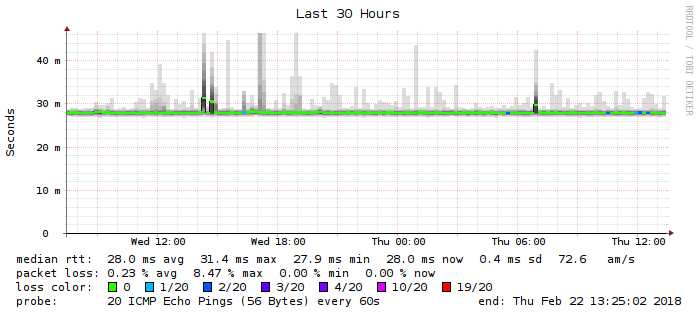 Last 30 Hours
RRDTOOL / TOBI OETIKER
Seconds
40 m
30 m
20 m
10 m
0
Wed 12:00 Wed 18:00 Thu 00:00 Thu 06:00 Thu 12:00
median rtt: 28.0 ms avg 31.4 ms max 27.9 ms min 28.0 ms now 0.4 ms sd 72.6 am/s
packet loss: 0.23 % avg 8.47 % max 0.00 % min 0.00 % now
loss color: 0 1/20 2/20 3/20 4/20 10/20 19/20
probe: 20 ICMP Echo Pings (56 Bytes) every 60s end: Thu Feb 22 13:25:02 2018